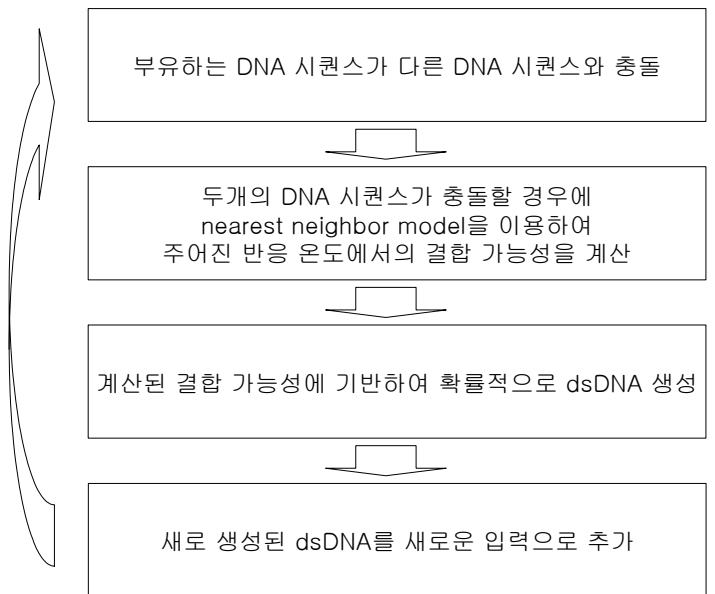 부유하는 DNA 시퀀스가 다른 DNA 시퀀스와 충돌
두개의 DNA 시퀀스가 충돌할 경우에
nearest neighbor model을 이용하여
주어진 반응 온도에서의 결합 가능성을 계산
계산된 결합 가능성에 기반하여 확률적으로 dsDNA 생성
새로 생성된 dsDNA를 새로운 입력으로 추가